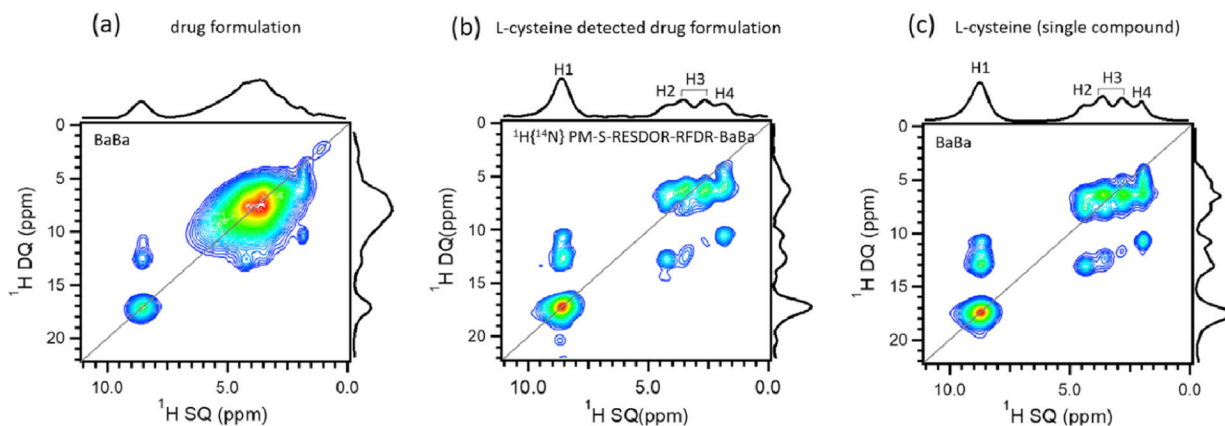 (a) drug formulation
BaBa
0
5
10
15
20
¹H DQ (ppm)
10.0 5.0 0.0
¹H SQ (ppm)
(b) L-cysteine detected drug formulation
H1 H2 H3 H4
¹H{¹⁴N} PM-S-RESDOR-RFDR-BaBa
0
5
10
15
20
¹H DQ (ppm)
10.0 5.0 0.0
¹H SQ(ppm)
(c) L-cysteine (single compound)
H1 H2 H3 H4
BaBa
0
5
10
15
20
¹H DQ (ppm)
10.0 5.0 0.0
¹H SQ (ppm)